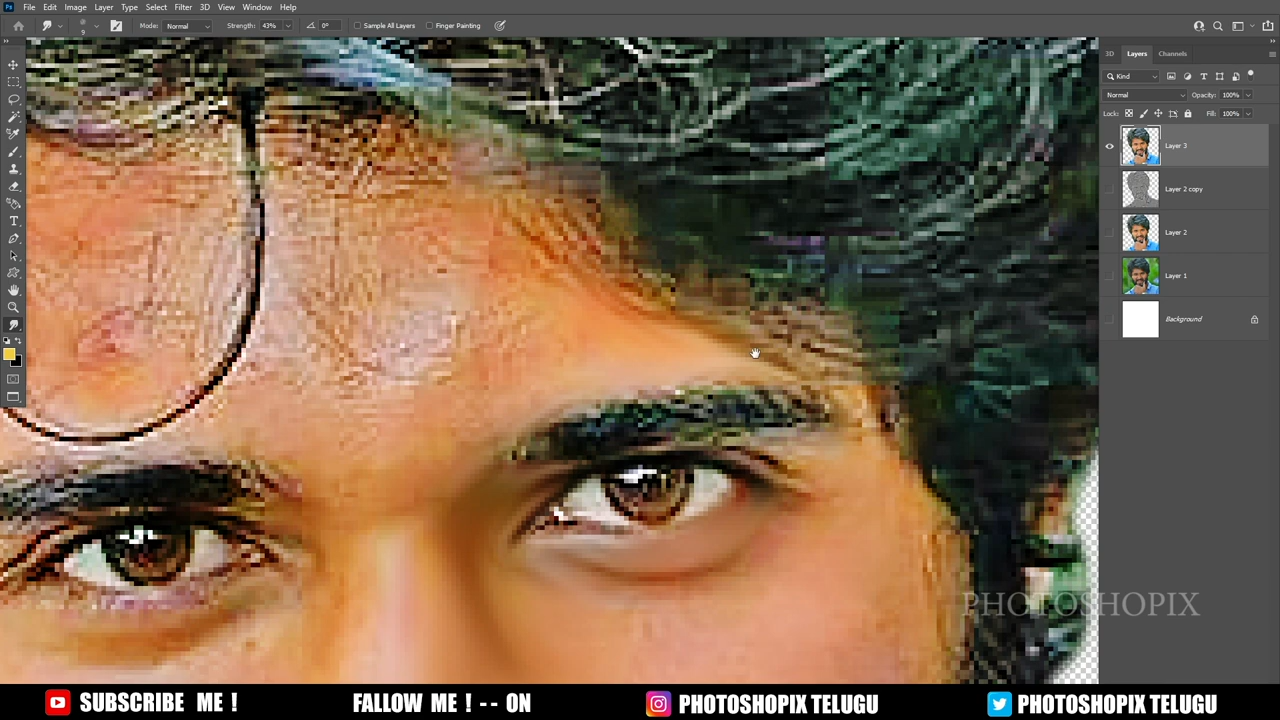 File Edit Image Layer Type Select Filter 3D View Window Help
9 Mode: Normal Strength: 43% 0° Sample All Layers Finger Painting
3D Layers Channels
Kind
Normal Opacity: 100%
Lock: Fill: 100%
Layer 3
Layer 2 copy
Layer 2
Layer 1
Background
PHOTOSHOPIX
SUBSCRIBE ME ! FALLOW ME ! - - ON PHOTOSHOPIX TELUGU PHOTOSHOPIX TELUGU